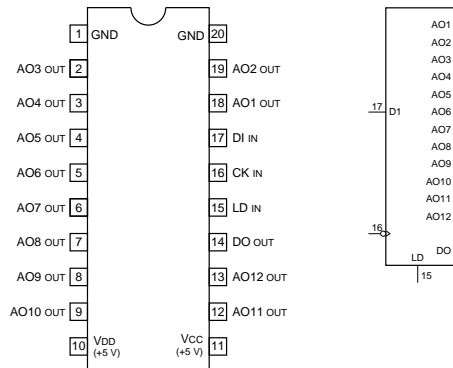 1 GND
GND 20
AO3 OUT 2
19 AO2 OUT
AO4 OUT 3
18 AO1 OUT
AO5 OUT 4
17 DI IN
AO6 OUT 5
16 CK IN
AO7 OUT 6
15 LD IN
AO8 OUT 7
14 DO OUT
AO9 OUT 8
13 AO12 OUT
AO10 OUT 9
12 AO11 OUT
10 VDD
(+5 V)
VCC 11
(+5 V)
AO1
AO2
AO3
AO4
AO5
17 D1
AO6
AO7
AO8
AO9
AO10
AO11
AO12
16
DO
LD
15